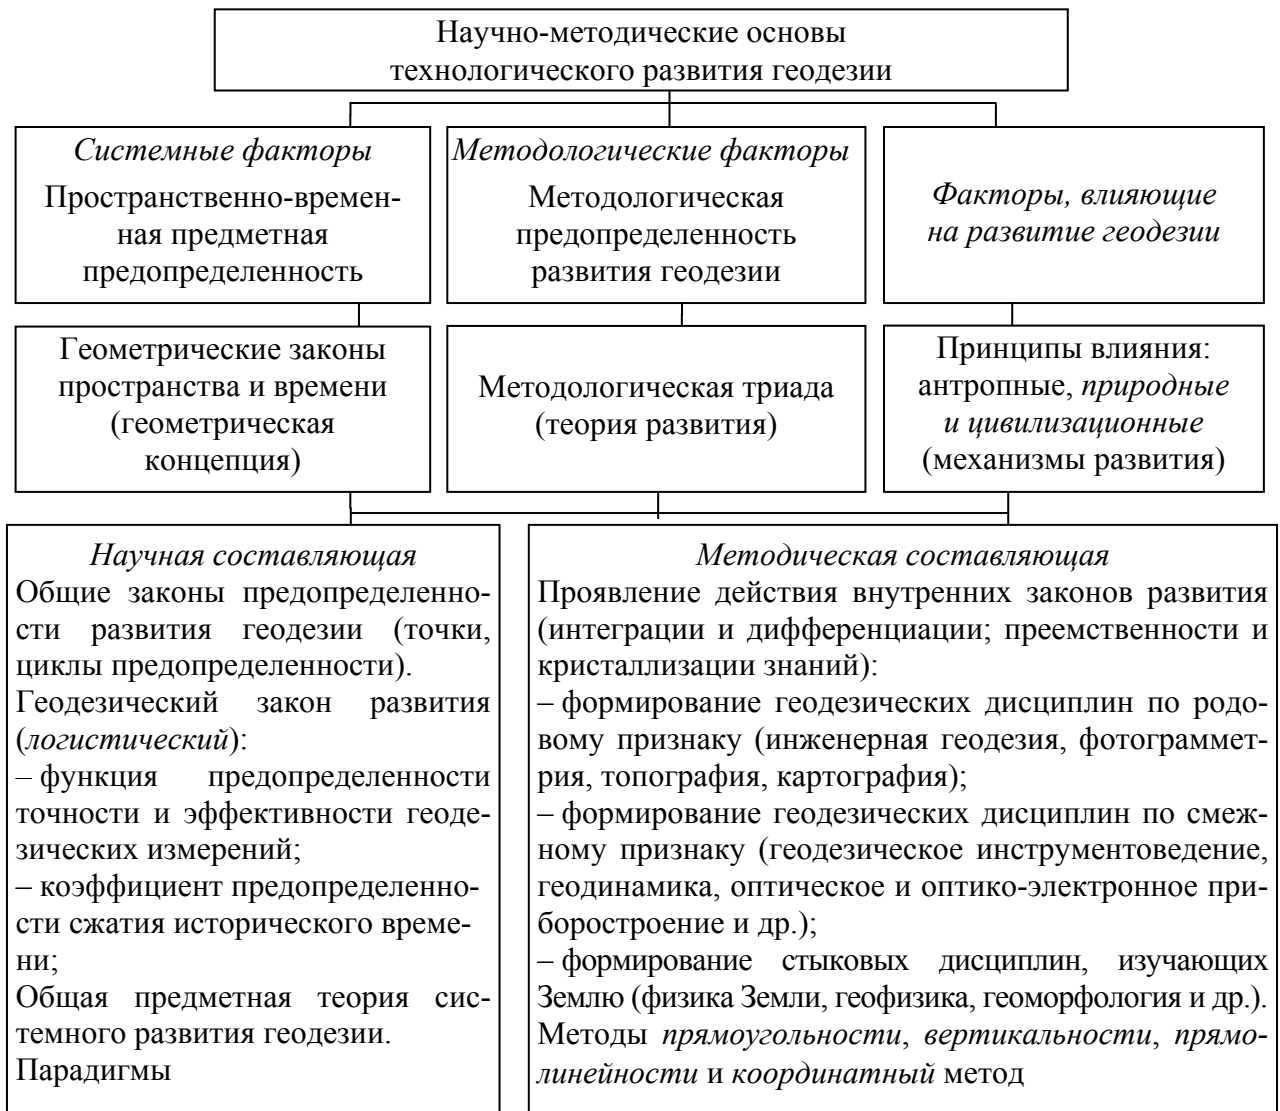 Научно-методические основы
технологического развития геодезии
Системные факторы
Пространственно-времен-
ная предметная
предопределенность
Методологические факторы
Методологическая
предопределенность
развития геодезии
Факторы, влияющие
на развитие геодезии
Геометрические законы
пространства и времени
(геометрическая
концепция)
Методологическая триада
(теория развития)
Принципы влияния:
антропные, природные
и цивилизационные
(механизмы развития)
Научная составляющая
Общие законы предопределенно-
сти развития геодезии (точки,
циклы предопределенности).
Геодезический закон развития
(логистический):
– функция предопределенности
точности и эффективности геоде-
зических измерений;
– коэффициент предопределенно-
сти сжатия исторического време-
ни;
Общая предметная теория сис-
темного развития геодезии.
Парадигмы
Методическая составляющая
Проявление действия внутренних законов развития
(интеграции и дифференциации; преемственности и
кристаллизации знаний):
– формирование геодезических дисциплин по родо-
вому признаку (инженерная геодезия, фотограммет-
рия, топография, картография);
– формирование геодезических дисциплин по смеж-
ному признаку (геодезическое инструментоведение,
геодинамика, оптическое и оптико-электронное при-
боростроение и др.);
– формирование стыковых дисциплин, изучающих
Землю (физика Земли, геофизика, геоморфология и др.).
Методы прямоугольности, вертикальности, прямо-
линейности и координатный метод